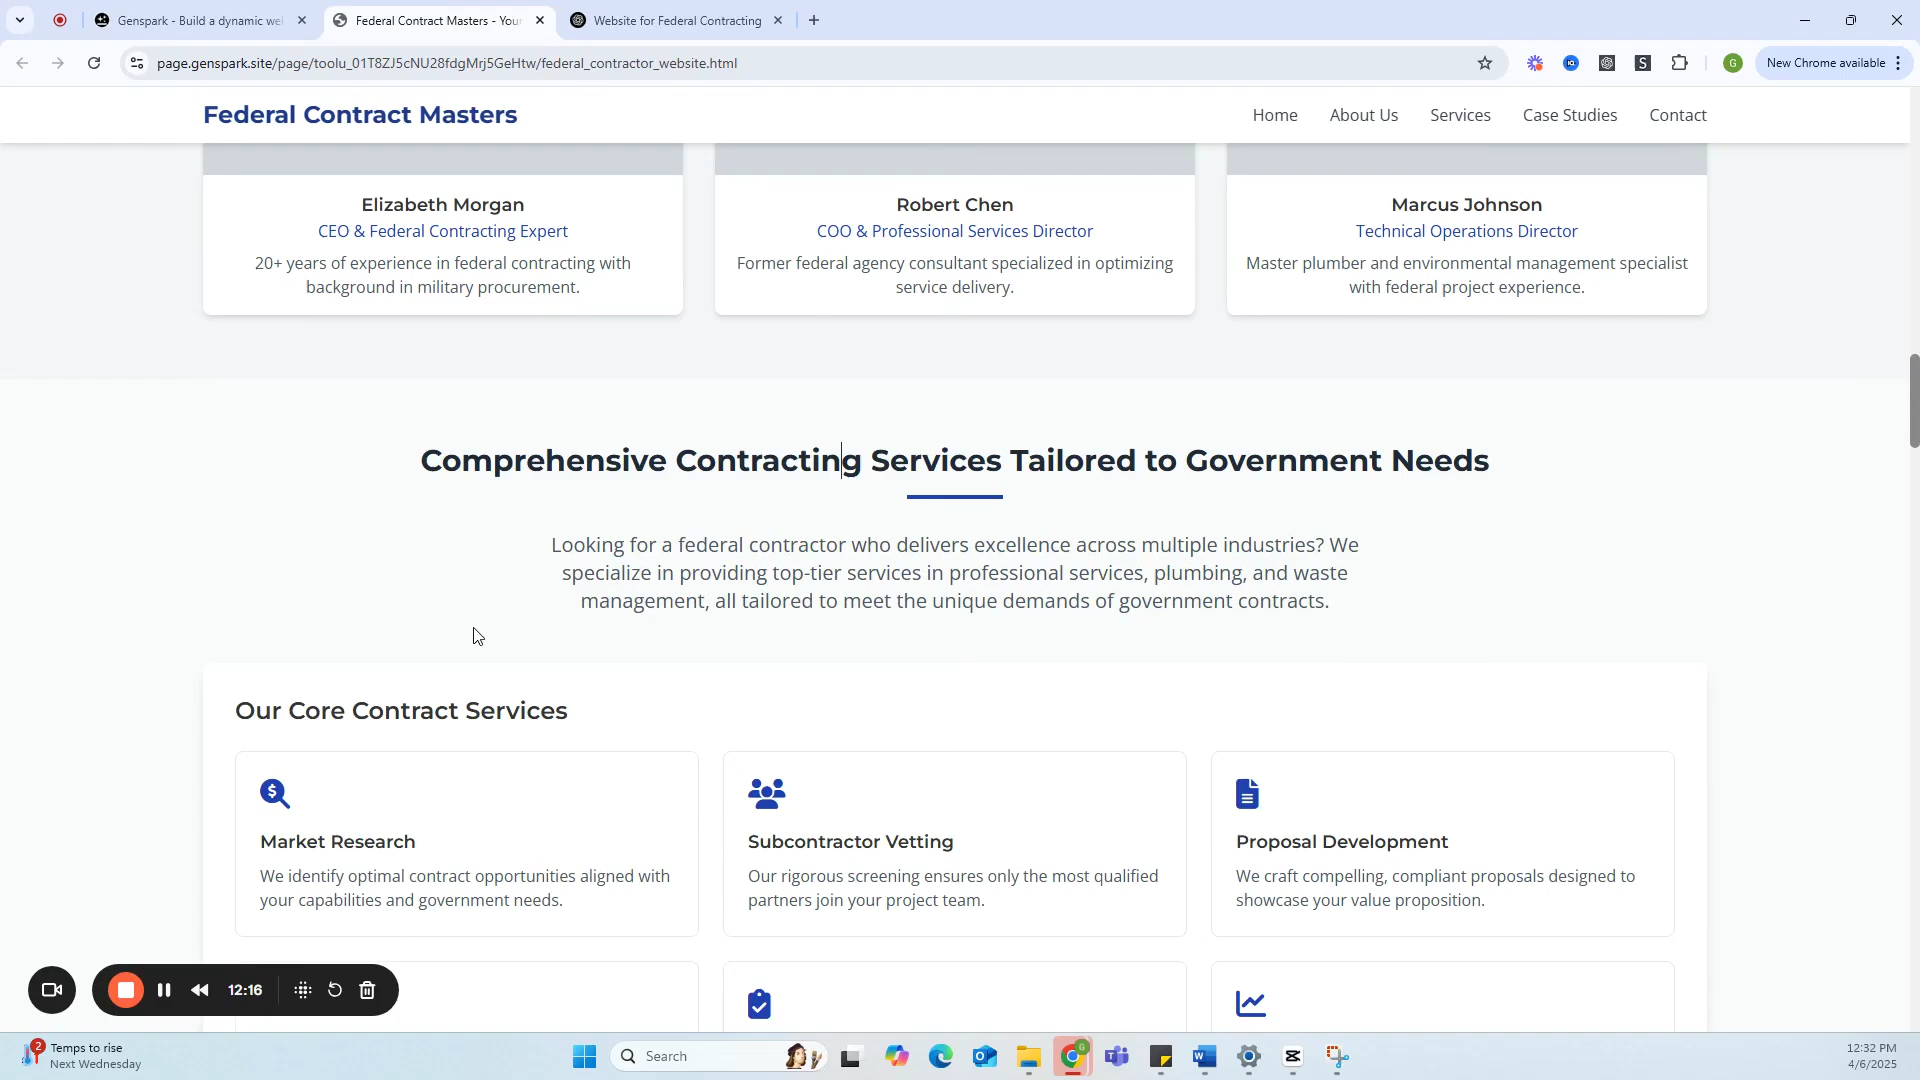 Genspark - Build a dynamic wel
Federal Contract Masters - Your
Website for Federal Contracting
page.genspark.site/page/toolu_01T8ZJ5cNU28fdgMrj5GeHtw/federal_contractor_website.html
S
G
New Chrome available
Federal Contract Masters
Home
About Us
Services
Case Studies
Contact
Elizabeth Morgan
CEO & Federal Contracting Expert
20+ years of experience in federal contracting with
background in military procurement.
Robert Chen
COO & Professional Services Director
Former federal agency consultant specialized in optimizing
service delivery.
Marcus Johnson
Technical Operations Director
Master plumber and environmental management specialist
with federal project experience.
Comprehensive Contracting Services Tailored to Government Needs
Looking for a federal contractor who delivers excellence across multiple industries? We
specialize in providing top-tier services in professional services, plumbing, and waste
management, all tailored to meet the unique demands of government contracts.
Our Core Contract Services
Market Research
We identify optimal contract opportunities aligned with
your capabilities and government needs.
Subcontractor Vetting
Our rigorous screening ensures only the most qualified
partners join your project team.
Proposal Development
We craft compelling, compliant proposals designed to
showcase your value proposition.
12:16
2
Temps to rise
Next Wednesday
Search
G
12:32 PM
4/6/2025